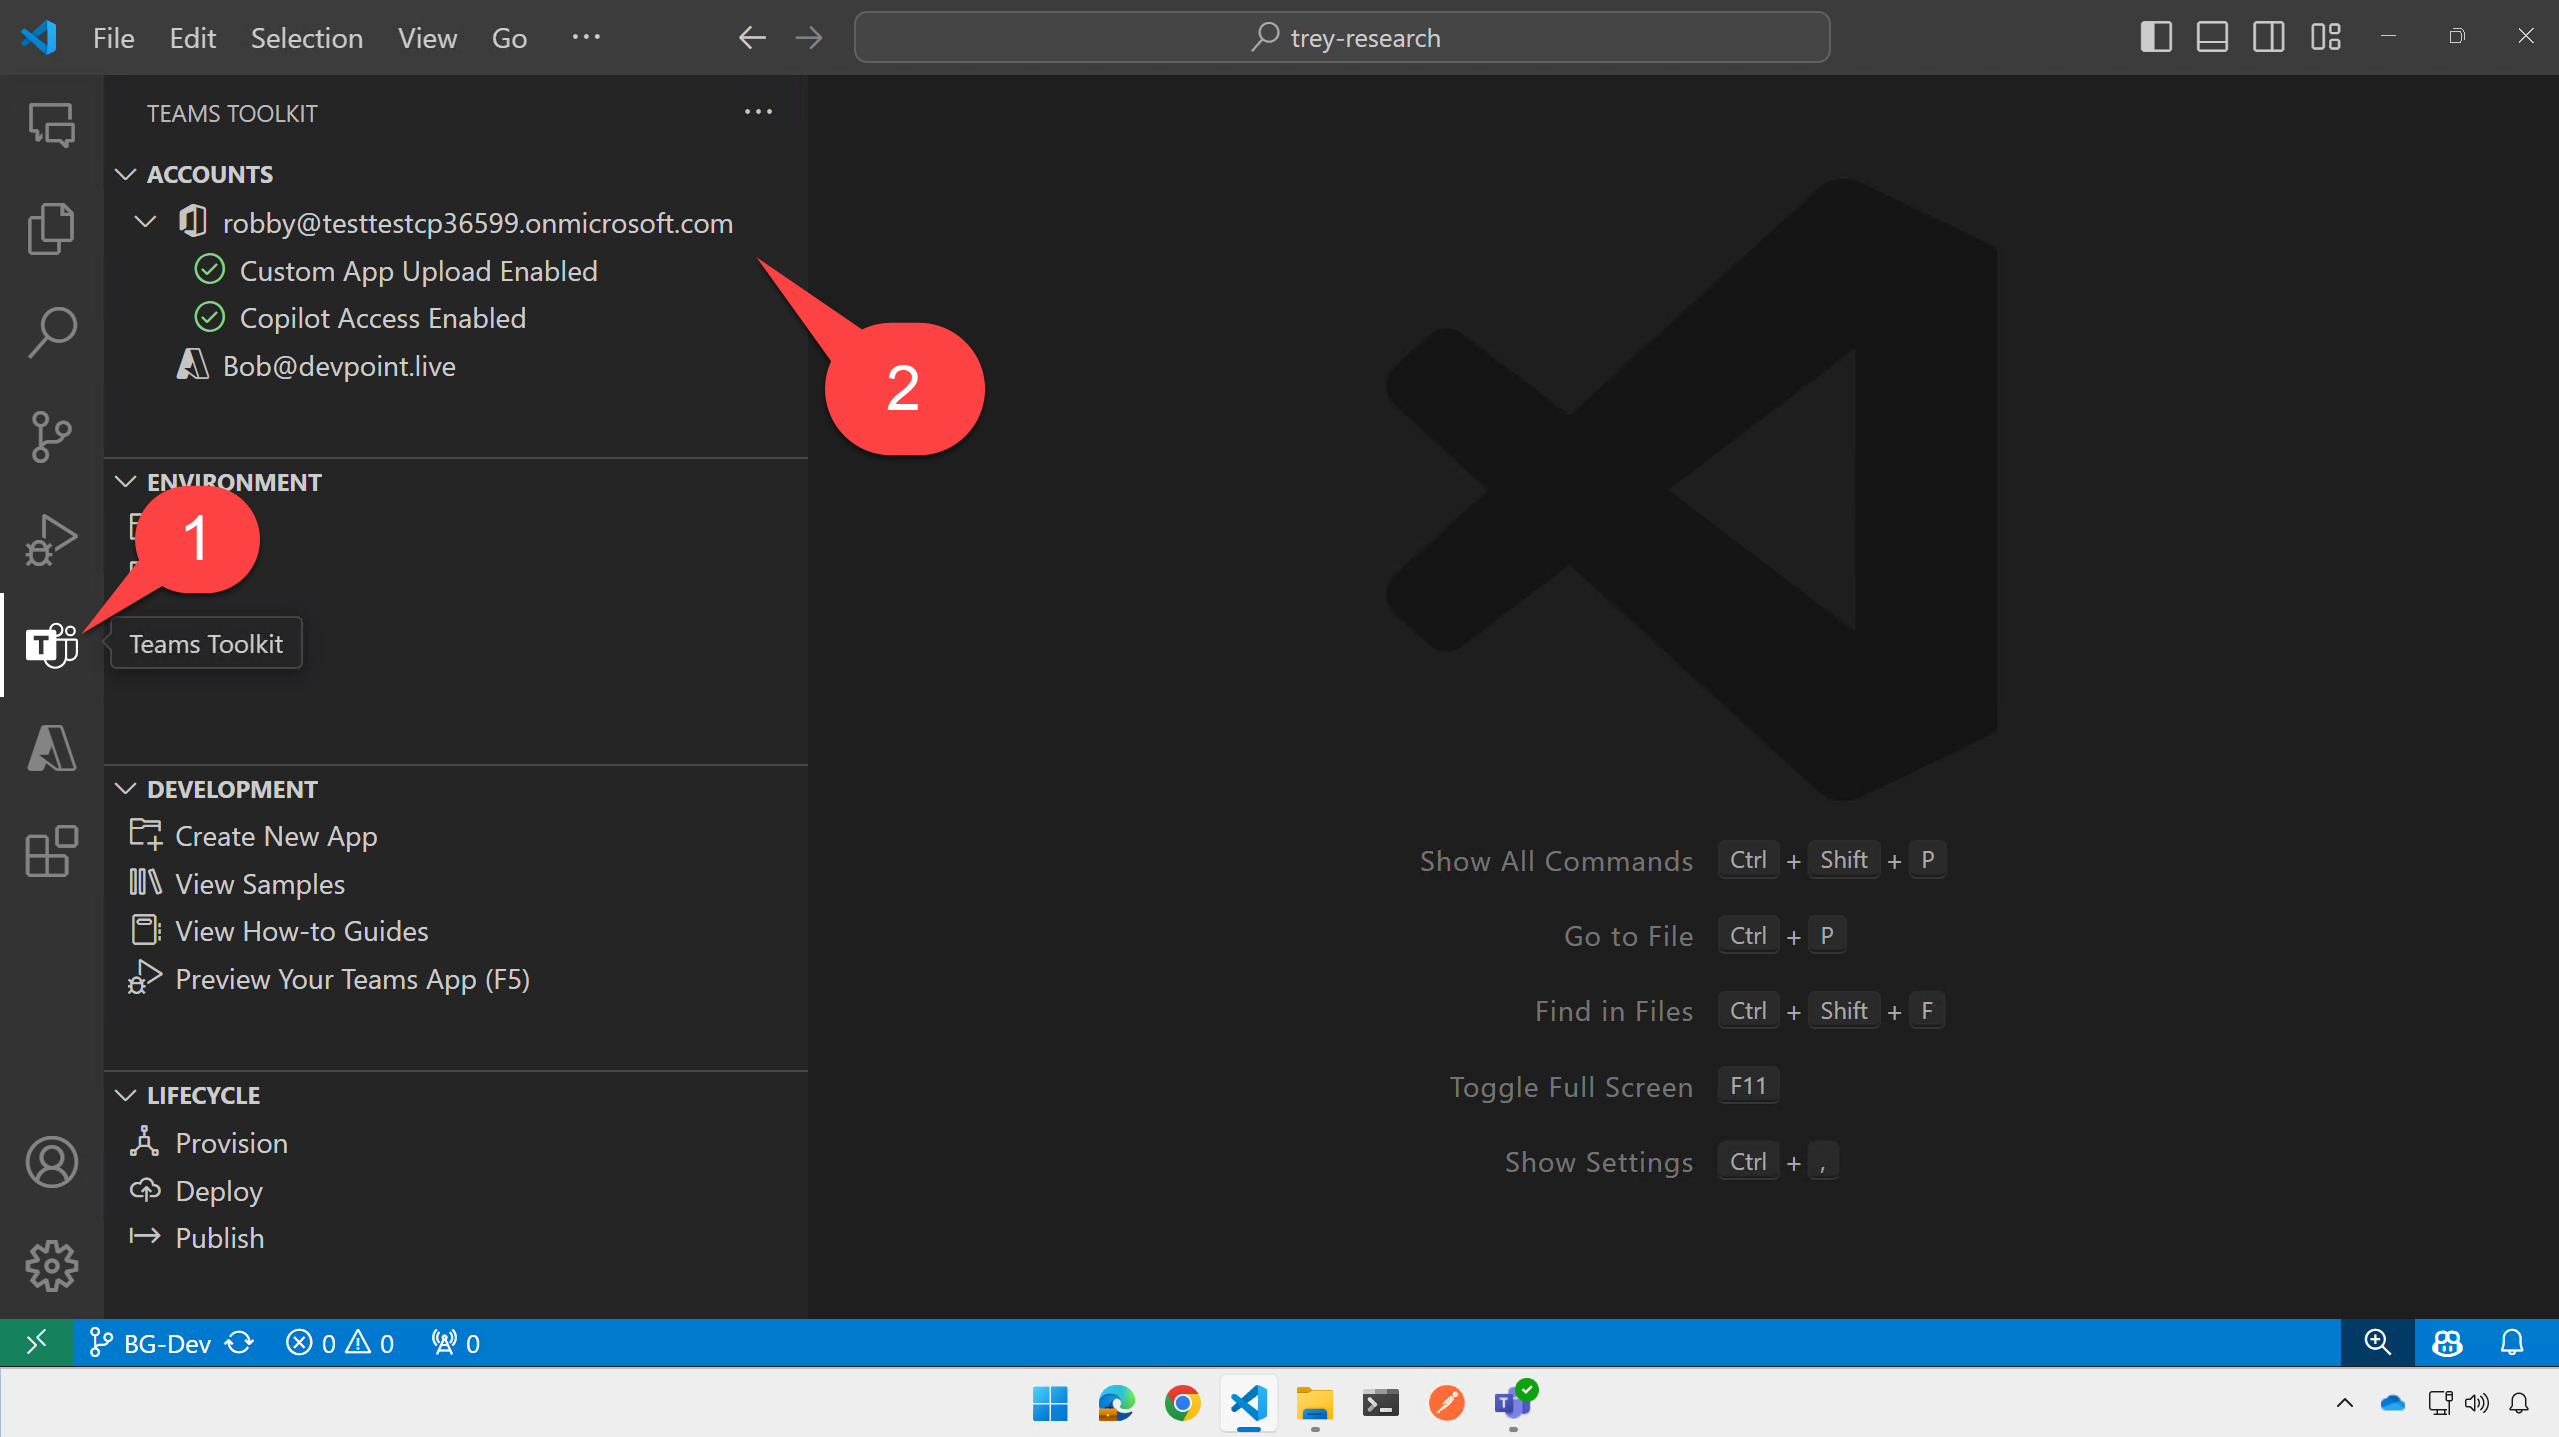 File Edit Selection View Go ···
trey-research
TEAMS TOOLKIT
ACCOUNTS
robby@testtestcp36599.onmicrosoft.com
Custom App Upload Enabled
Copilot Access Enabled
Bob@devpoint.live
2
ENVIRONMENT
1
T
Teams Toolkit
DEVELOPMENT
Create New App
View Samples
View How-to Guides
Preview Your Teams App (F5)
LIFECYCLE
Provision
Deploy
Publish
Show All Commands Ctrl + Shift + P
Go to File Ctrl + P
Find in Files Ctrl + Shift + F
Toggle Full Screen F11
Show Settings Ctrl + ,
BG-Dev 0 0 0
T